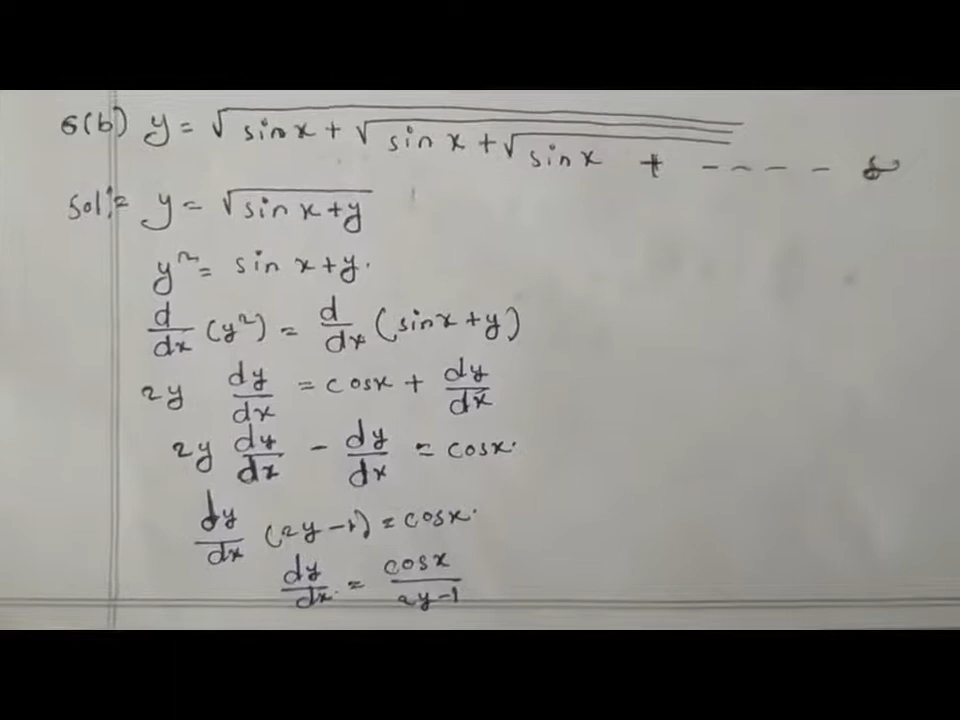 6(b) y = √sin x + √sin x + √sin x + - - - - ∞
Sol:= y = √sin x + y
y² = sin x + y.
d/dx (y²) = d/dx (sin x + y)
2y dy/dx = cos x + dy/dx
2y dy/dx - dy/dx = cos x.
dy/dx (2y - 1) = cos x.
dy/dx = cos x/2y - 1